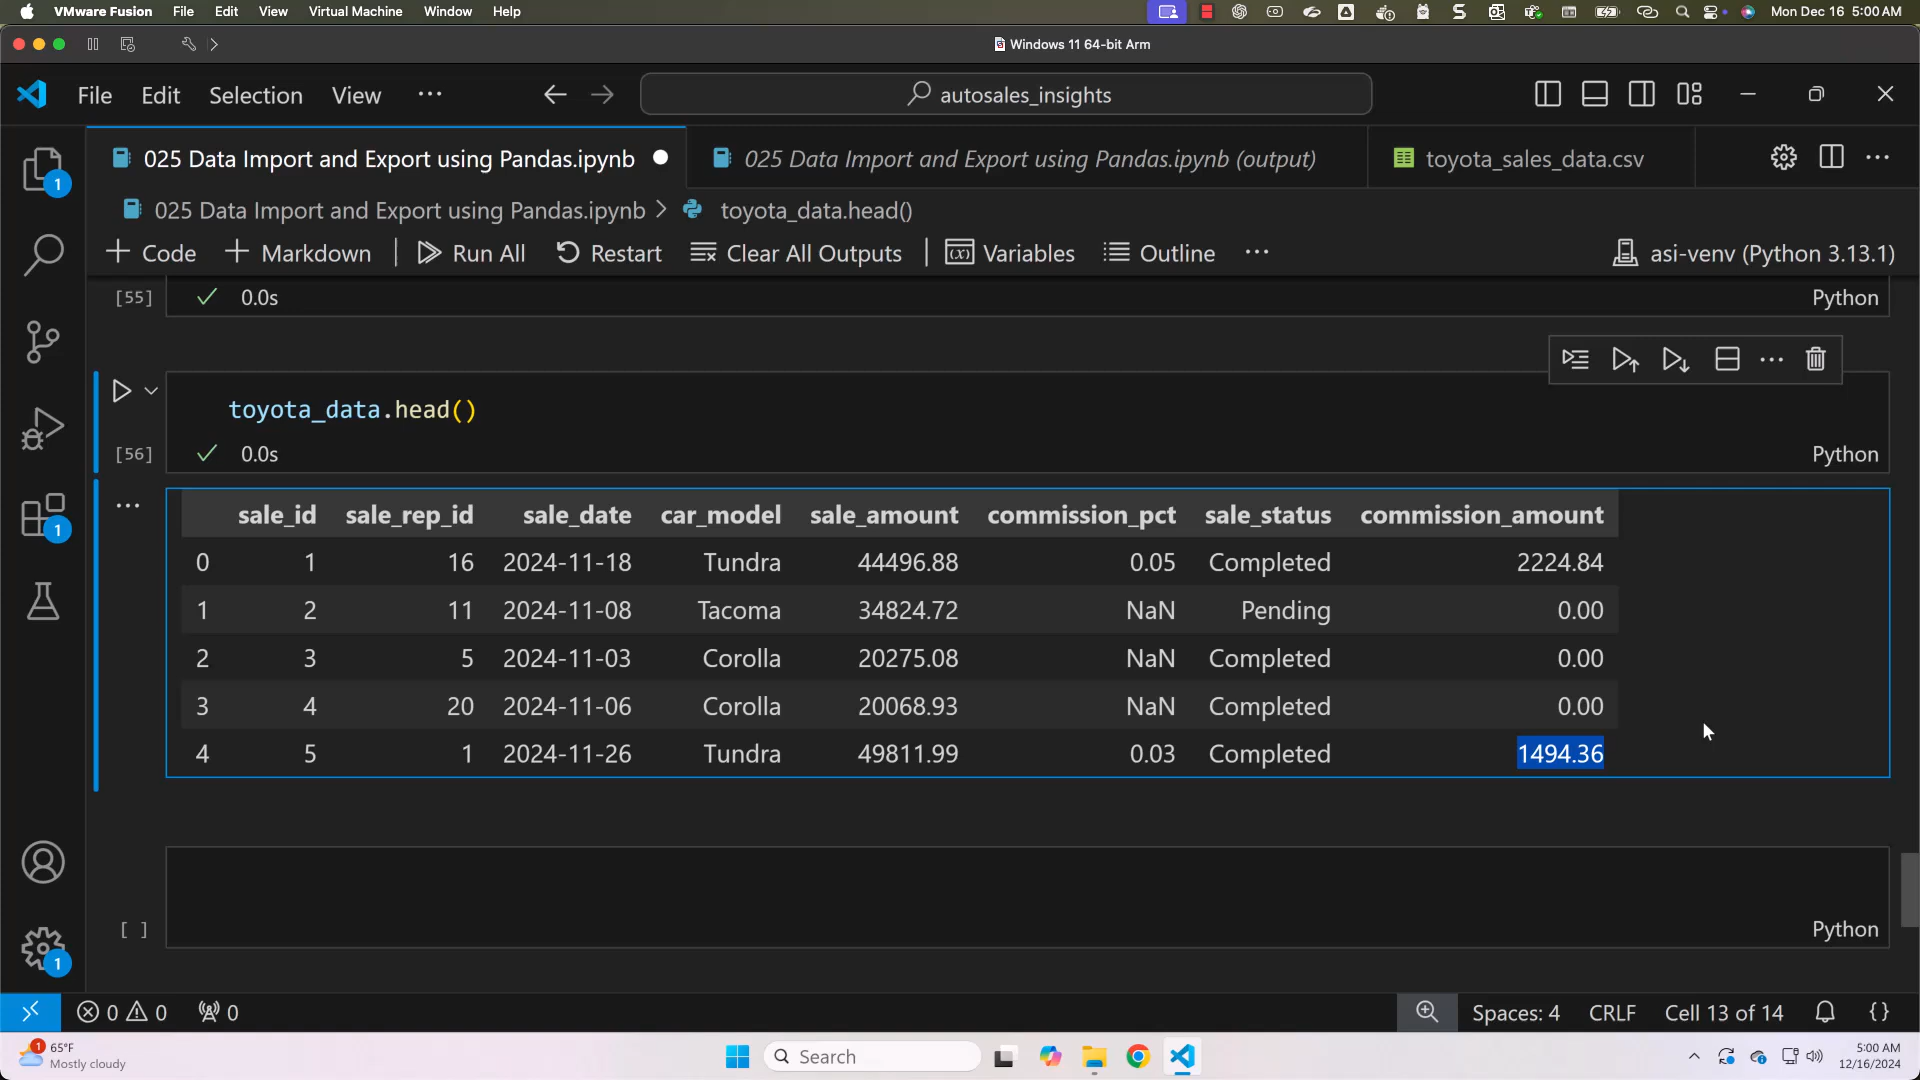 VMware Fusion File Edit View Virtual Machine Window Help Mon Dec 16 5:00 AM
Windows 11 64-bit Arm
File Edit Selection View ··· autosales_insights
025 Data Import and Export using Pandas.ipynb 025 Data Import and Export using Pandas.ipynb (output) toyota_sales_data.csv
025 Data Import and Export using Pandas.ipynb > toyota_data.head()
+ Code + Markdown | Run All Restart Clear All Outputs | Variables Outline ··· asi-venv (Python 3.13.1)
[55] ✓ 0.0s Python
toyota_data.head()
[56] ✓ 0.0s Python
sale_id sale_rep_id sale_date car_model sale_amount commission_pct sale_status commission_amount
0 1 16 2024-11-18 Tundra 44496.88 0.05 Completed 2224.84
1 2 11 2024-11-08 Tacoma 34824.72 NaN Pending 0.00
2 3 5 2024-11-03 Corolla 20275.08 NaN Completed 0.00
3 4 20 2024-11-06 Corolla 20068.93 NaN Completed 0.00
4 5 1 2024-11-26 Tundra 49811.99 0.03 Completed 1494.36
[ ] Python
1
1
1
0 0 0 Spaces: 4 CRLF Cell 13 of 14 {}
1 65°F
Mostly cloudy
Search
5:00 AM
12/16/2024